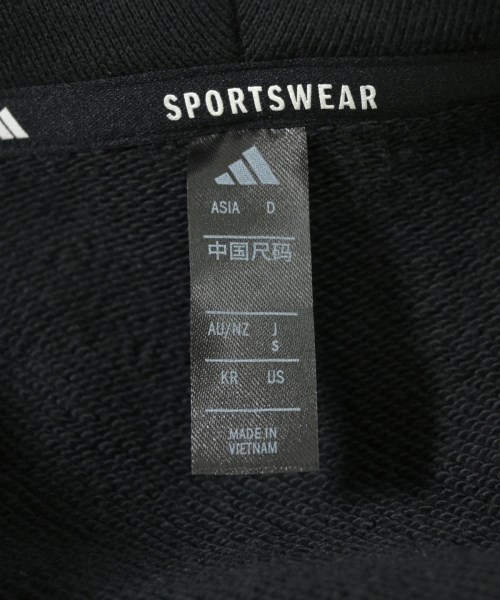 SPORTSWEAR
ASIA D
中国尺码
AU/NZ J
S
KR US
MADE IN
VIETNAM